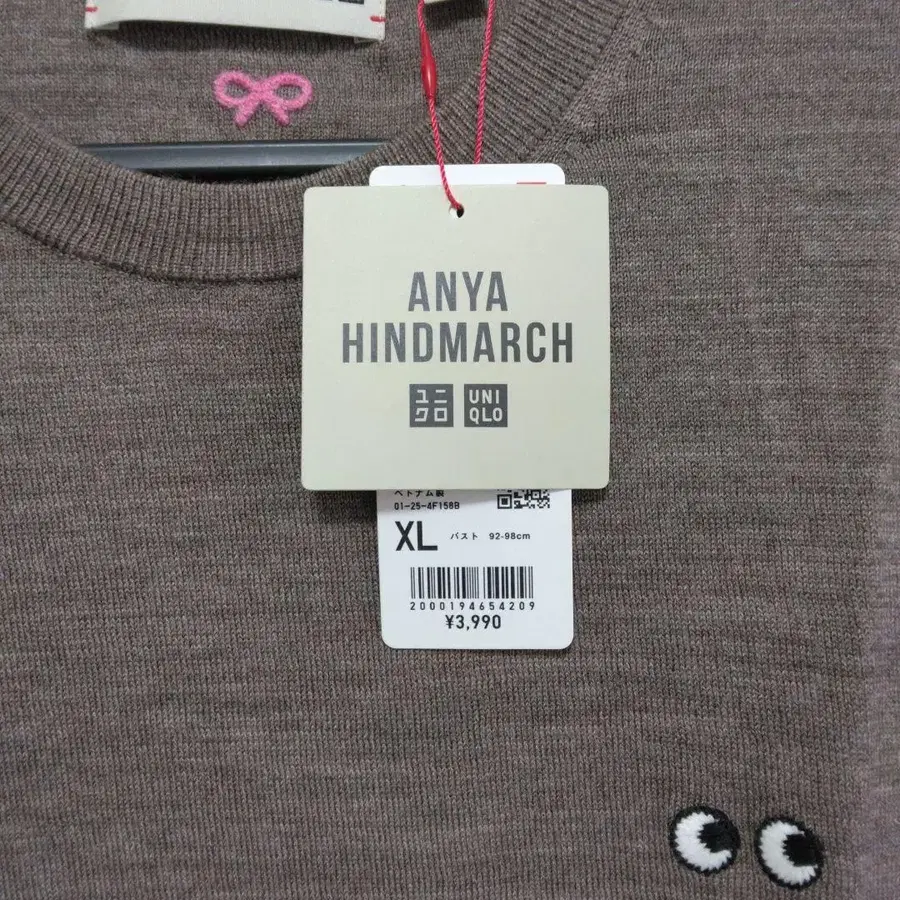 ANYA
HINDMARCH
ユニ UNI
クロ QLO
ベトナム製
01-25-4F158B
XL バスト 92-98cm
2000194654209
¥3,990